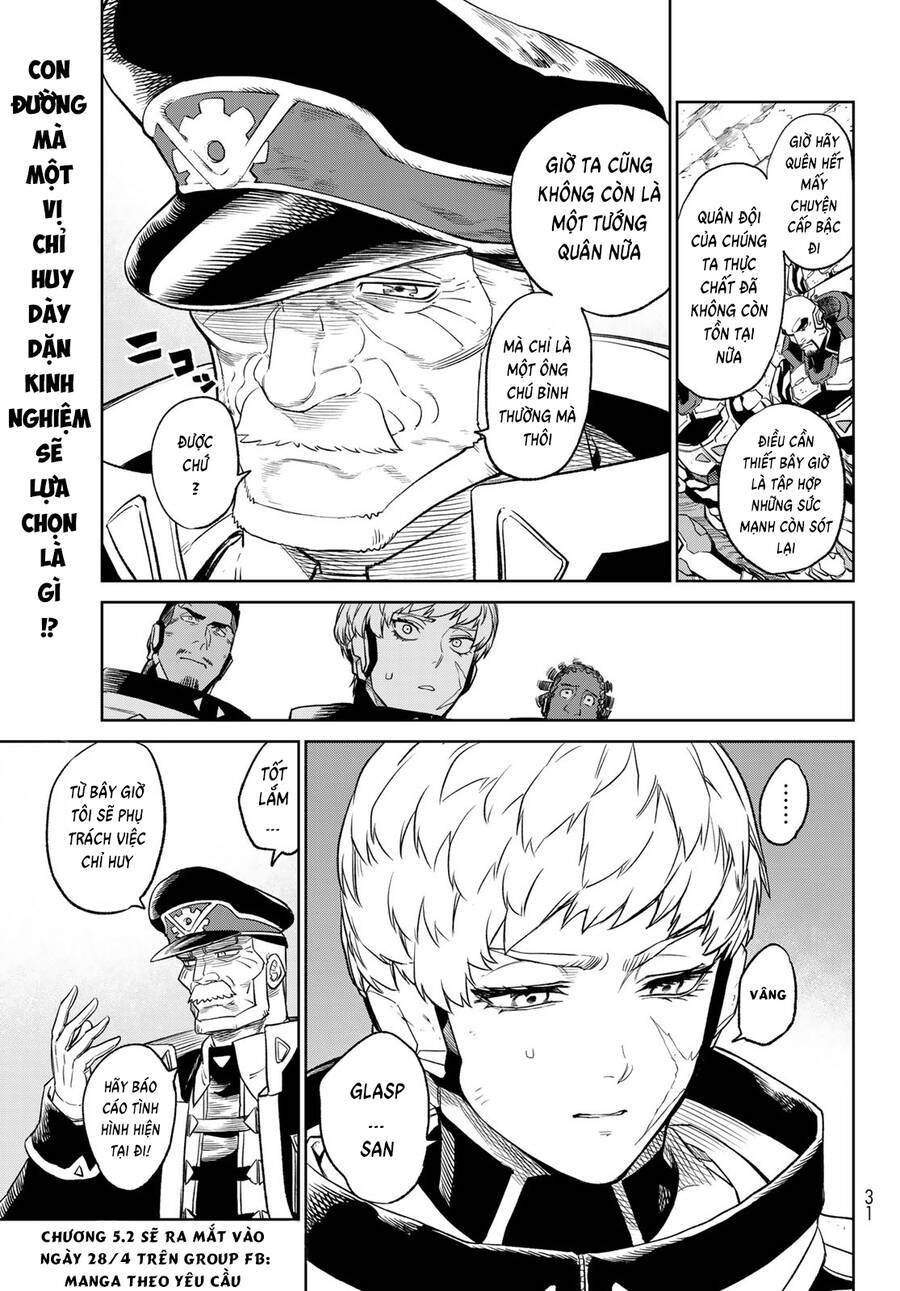 GIỜ HÃY
QUÊN HẾT
MẤY
CHUYỆN
CẤP BẬC
ĐI
QUÂN ĐỘI
CỦA CHÚNG
TA THỰC
CHẤT ĐÃ
KHÔNG CÒN
TỒN TẠI
NỮA
ĐIỀU CẦN
THIẾT BÂY GIỜ
LÀ TẬP HỢP
NHỮNG SỨC
MẠNH CÒN SÓT
LẠI
GIỜ TA CŨNG
KHÔNG CÒN LÀ
MỘT TƯỚNG
QUÂN NỮA
MÀ CHỈ LÀ
MỘT ÔNG
CHÚ BÌNH
THƯỜNG MÀ
THÔI
ニコッ
ĐƯỢC
CHỨ
?
CON
ĐƯỜNG
MÀ
MỘT
VỊ
CHỈ
HUY
DÀY
DẶN
KINH
NGHIỆM
SẼ
LỰA
CHỌN
LÀ
GÌ
!?
......
VÂNG
GLASP
...
SAN
TỐT
LẮM
...
TỪ BÂY GIỜ
TÔI SẼ PHỤ
TRÁCH VIỆC
CHỈ HUY
HÃY BÁO
CÁO TÌNH
HÌNH HIỆN
TẠI ĐI!
31
CHƯƠNG 5.2 SẼ RA MẮT VÀO
NGÀY 28/4 TRÊN GROUP FB:
MANGA THEO YÊU CẦU